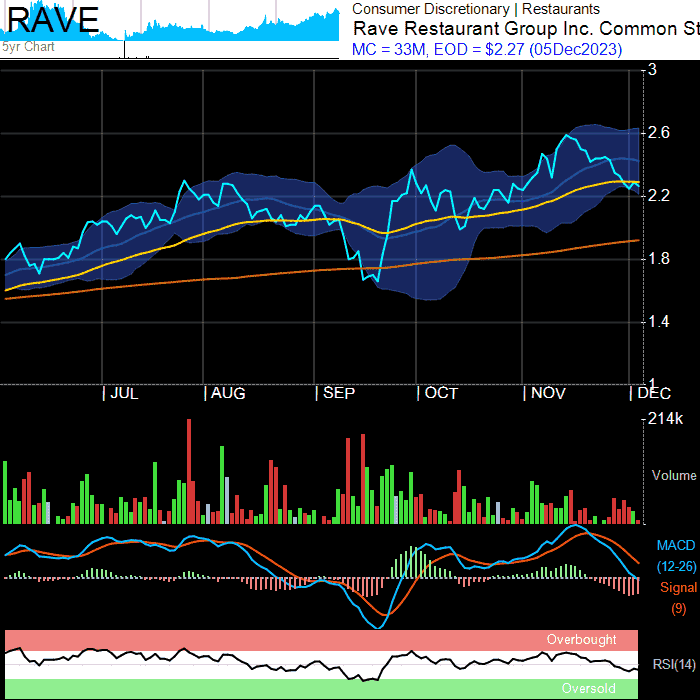 RAVE
5yr Chart
Consumer Discretionary | Restaurants
Rave Restaurant Group Inc. Common St
MC = 33M, EOD = $2.27 (05Dec2023)
3
2.6
2.2
1.8
1.4
1
| JUL | AUG | SEP | OCT | NOV | DEC
214k
Volume
MACD
(12-26)
Signal
(9)
Overbought
RSI(14)
Oversold